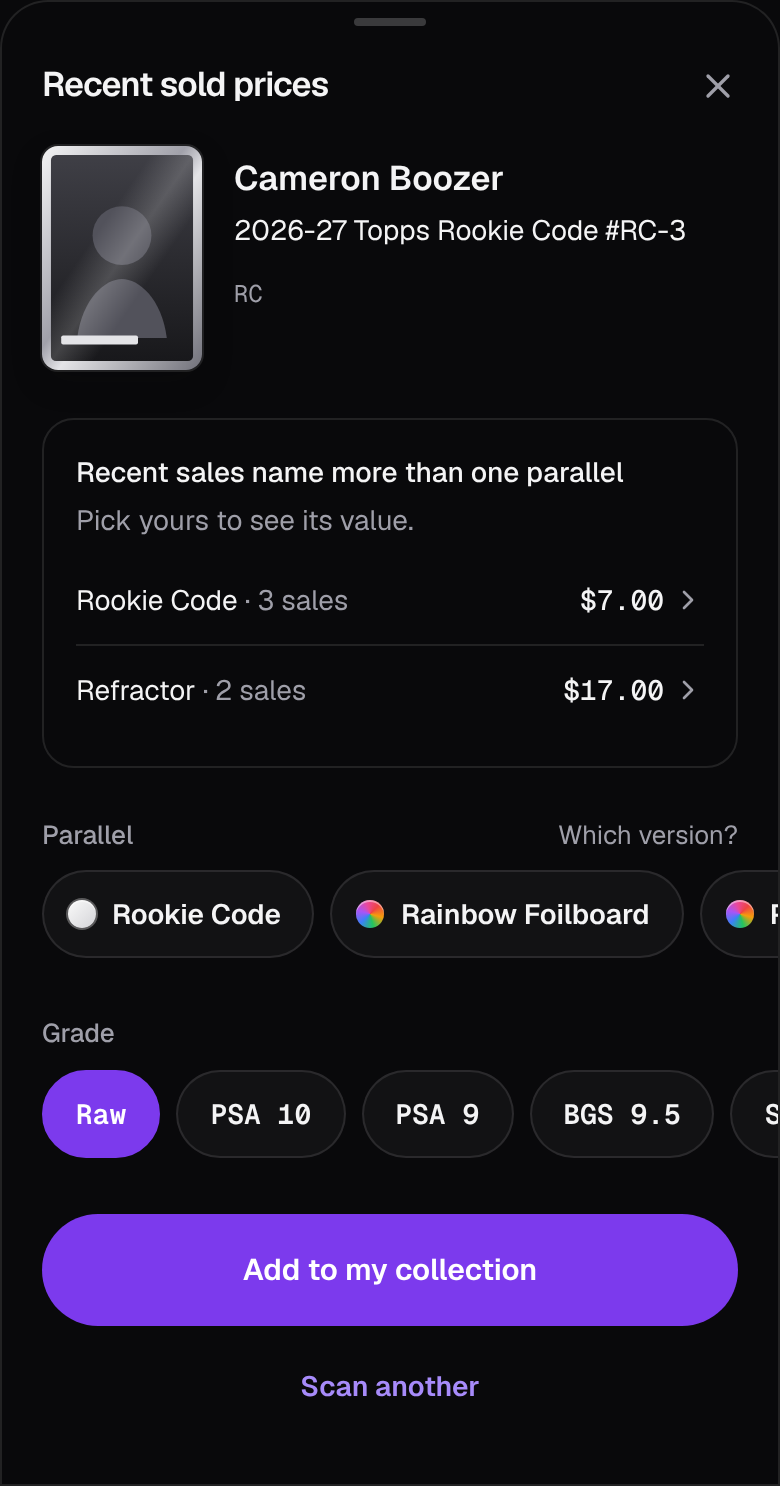 Recent sold prices
Cameron Boozer
2026-27 Topps Rookie Code #RC-3
RC
Recent sales name more than one parallel
Pick yours to see its value.
Rookie Code · 3 sales $7.00
Refractor · 2 sales $17.00
Parallel Which version?
Rookie Code Rainbow Foilboard
Grade
Raw PSA 10 PSA 9 BGS 9.5
Add to my collection
Scan another